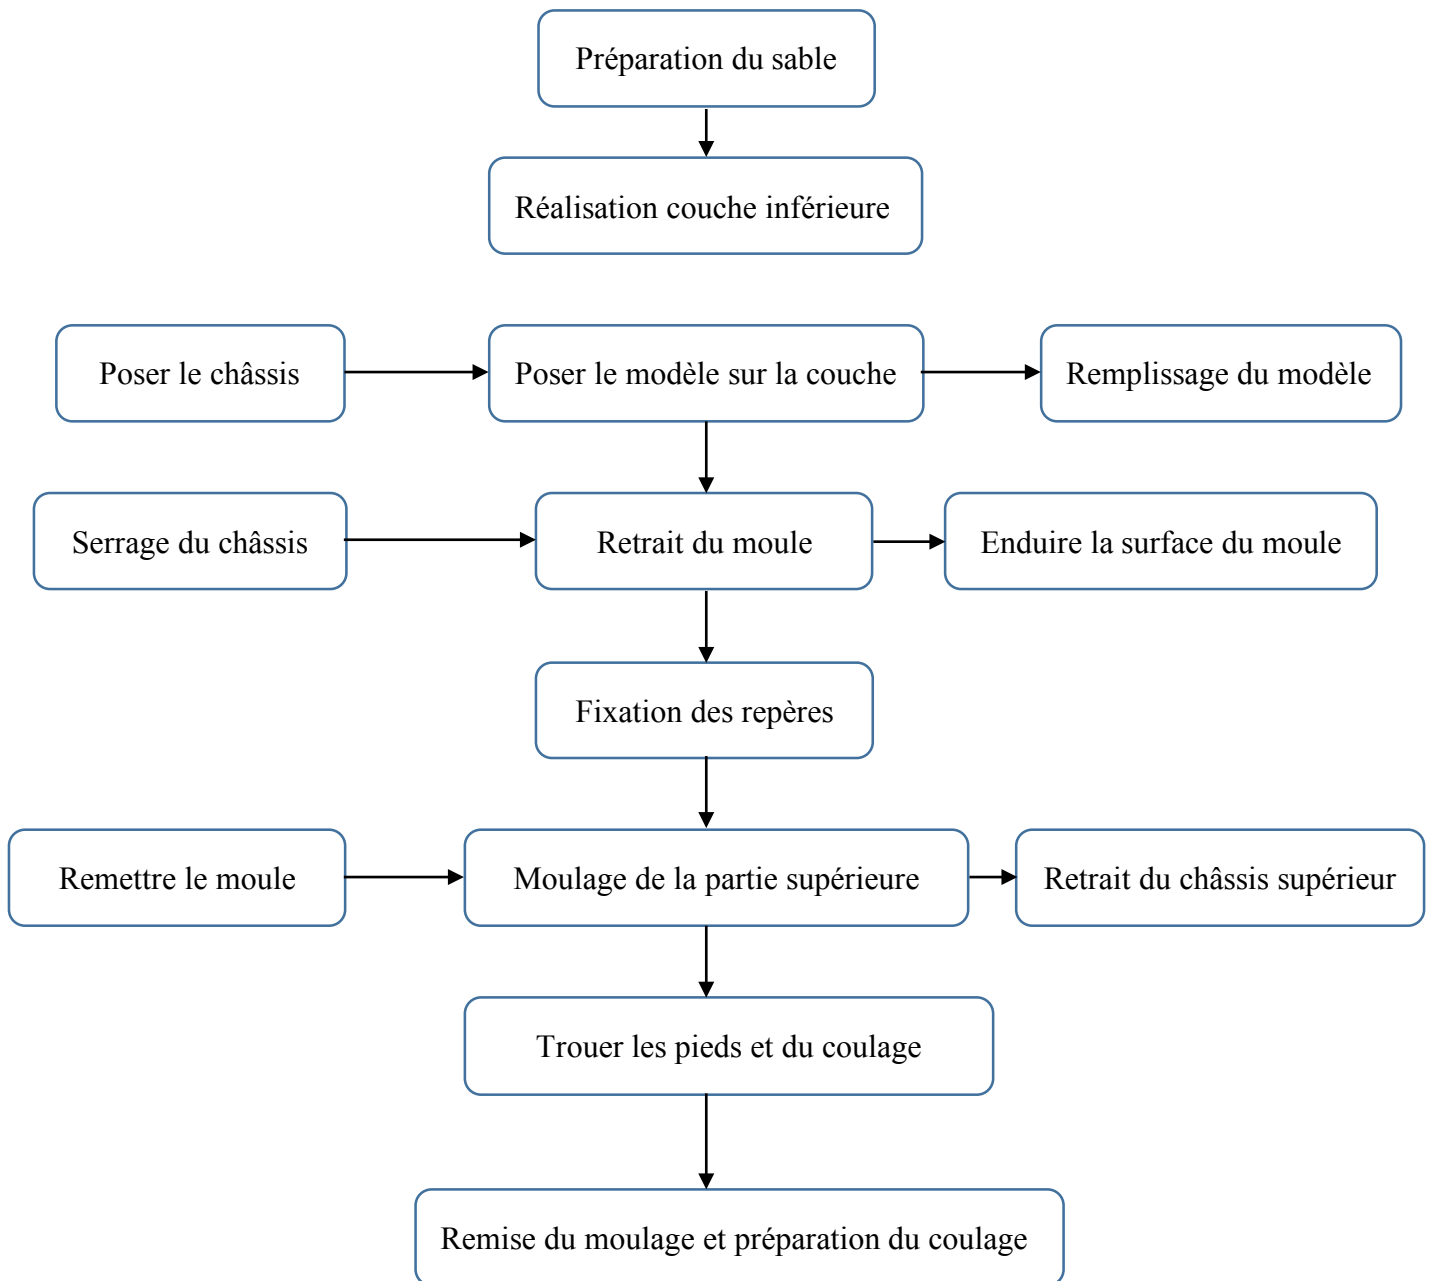 Préparation du sable
Réalisation couche inférieure
Poser le châssis
Poser le modèle sur la couche
Remplissage du modèle
Serrage du châssis
Retrait du moule
Enduire la surface du moule
Fixation des repères
Remettre le moule
Moulage de la partie supérieure
Retrait du châssis supérieur
Trouer les pieds et du coulage
Remise du moulage et préparation du coulage